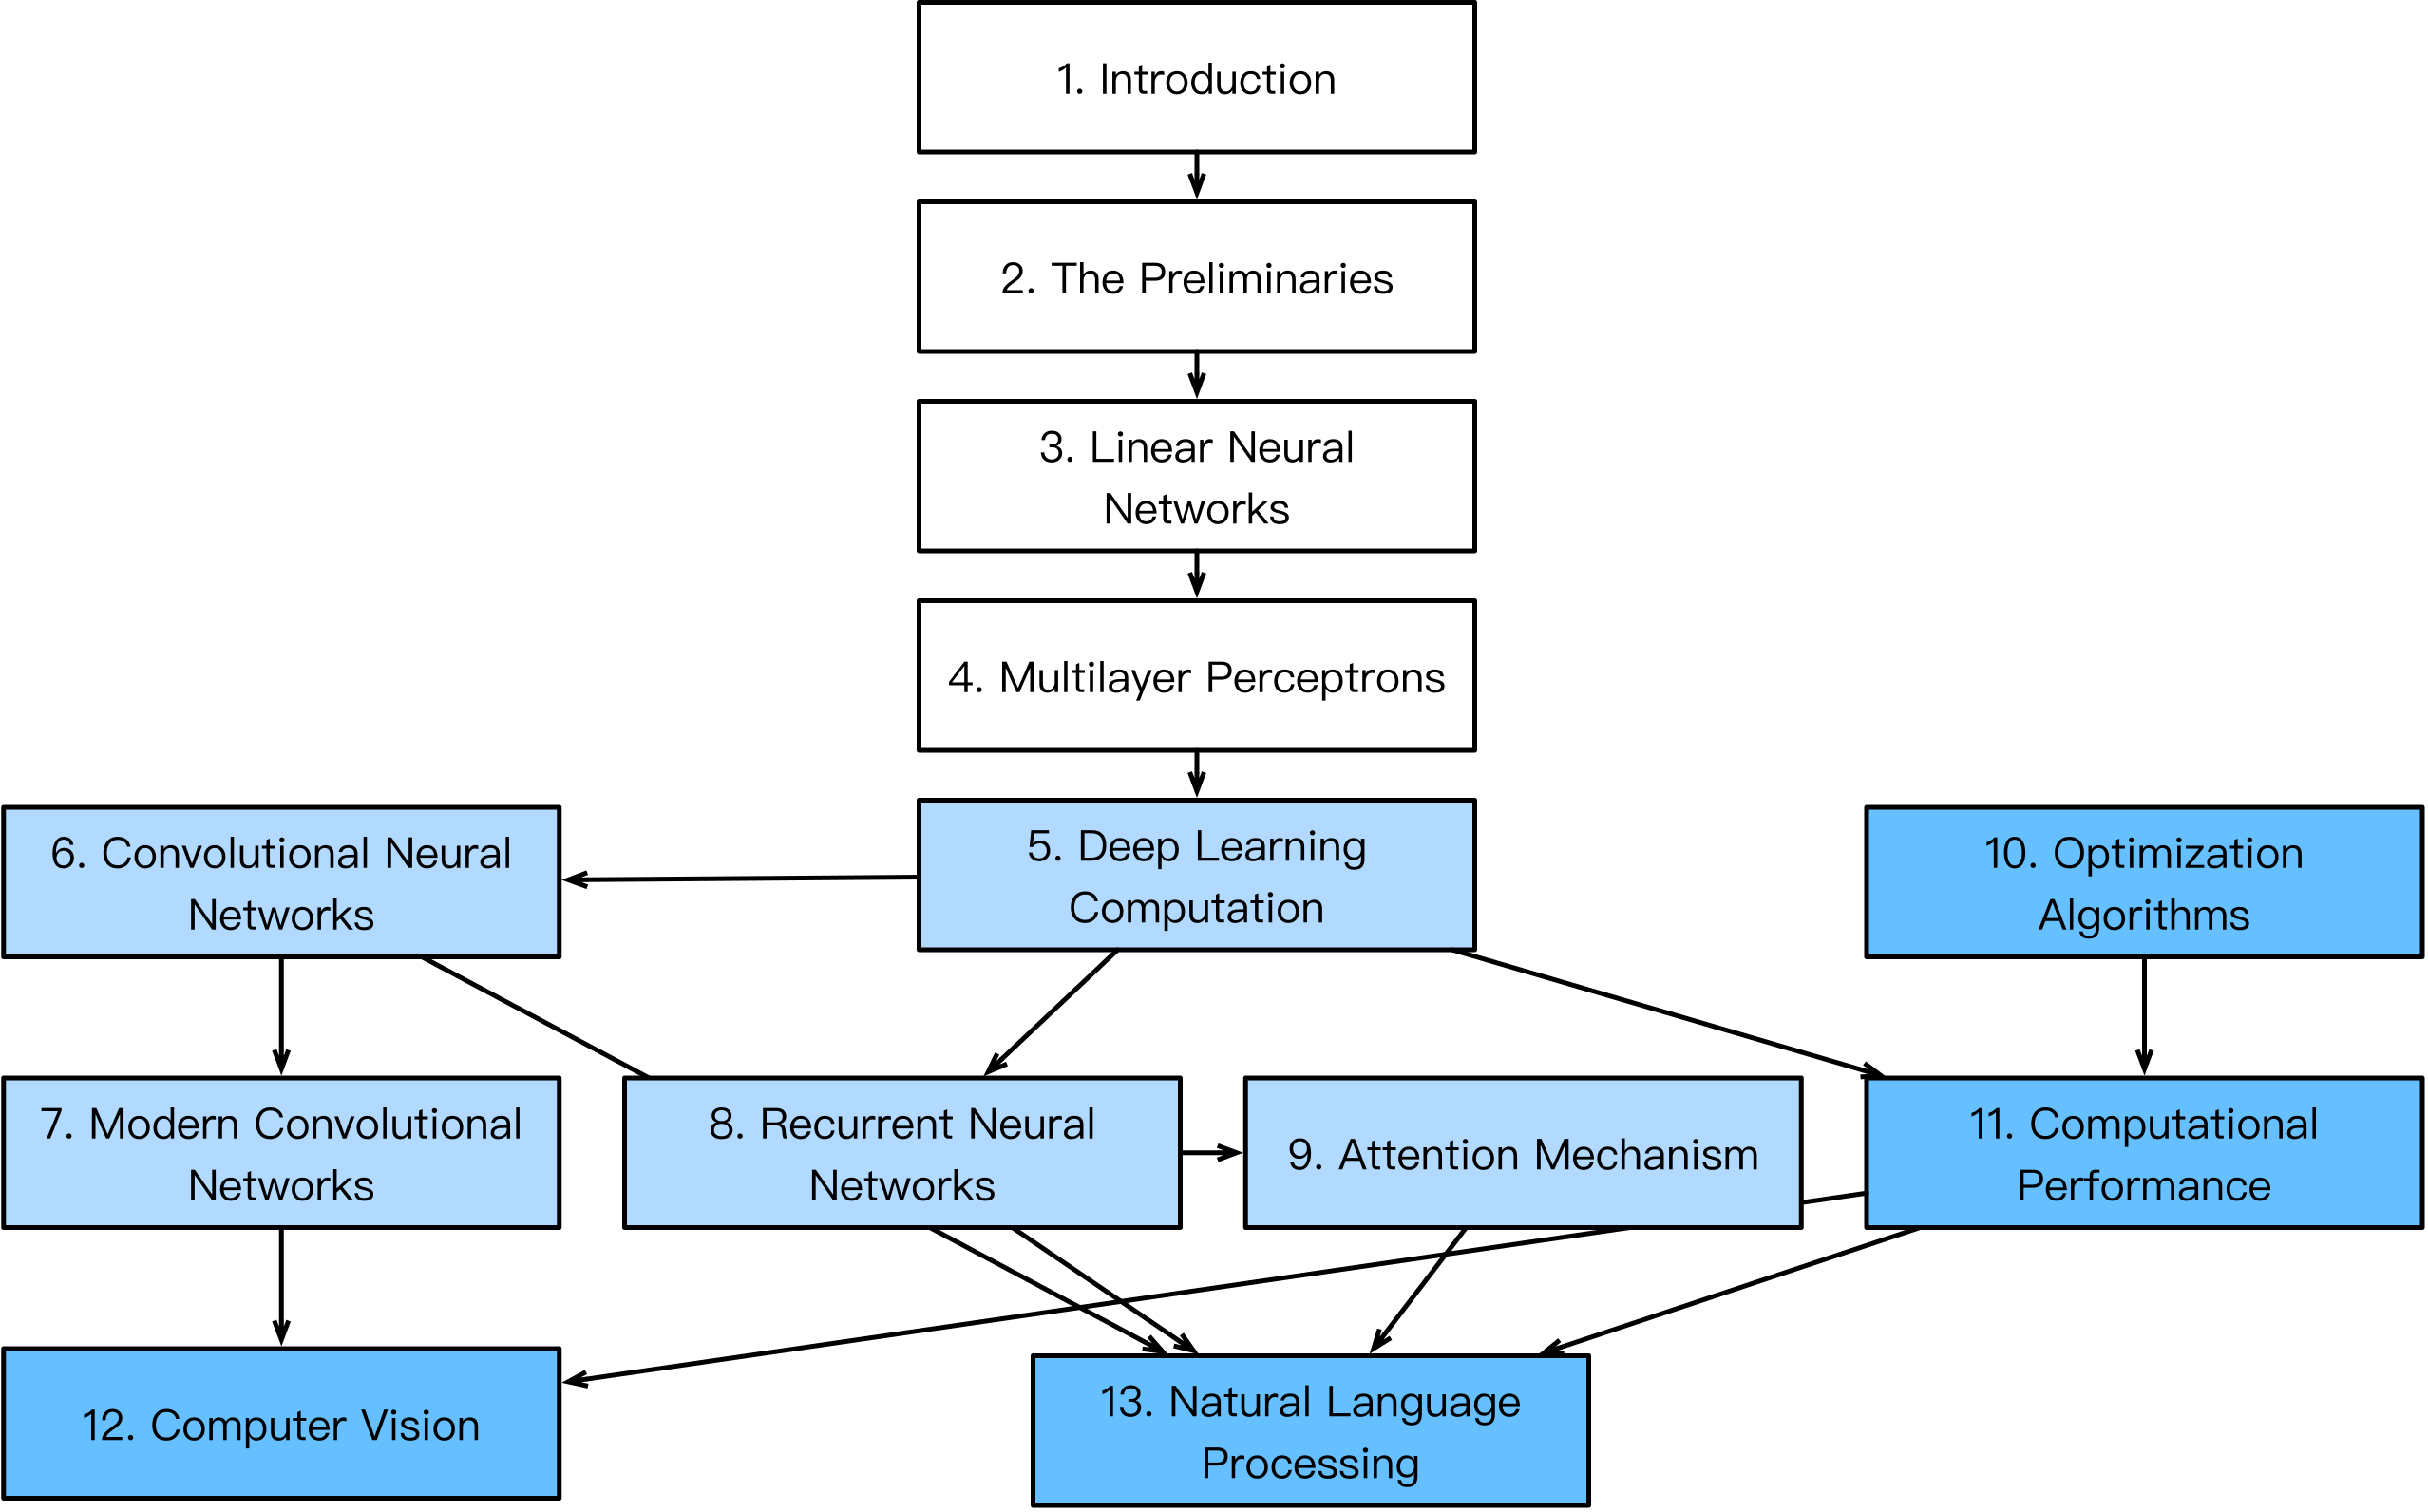 1. Introduction
2. The Preliminaries
3. Linear Neural
Networks
4. Multilayer Perceptrons
5. Deep Learning
Computation
6. Convolutional Neural
Networks
10. Optimization
Algorithms
7. Modern Convolutional
Networks
8. Recurrent Neural
Networks
9. Attention Mechanism
11. Computational
Performance
12. Computer Vision
13. Natural Language
Processing